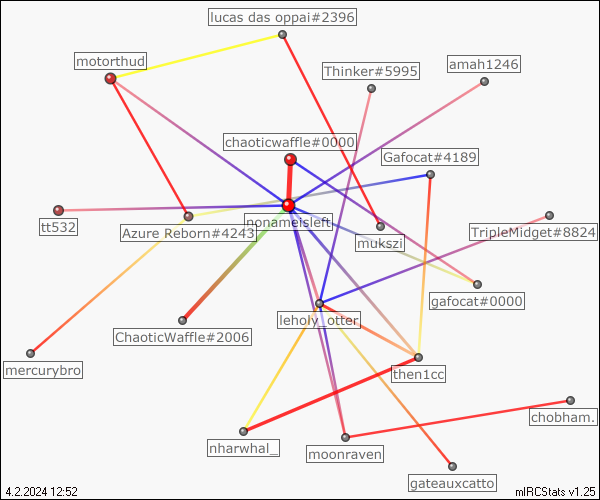 lucas das oppai#2396
motorthud
Thinker#5995
amah1246
chaoticwaffle#0000
Gafocat#4189
nonameisleft
tt532
Azure Reborn#4243
mukszi
TripleMidget#8824
gafocat#0000
leholy_otter
ChaoticWaffle#2006
mercurybro
then1cc
chobham.
nharwhal_
moonraven
gateauxcatto
4.2.2024 12:52
mIRCStats v1.25